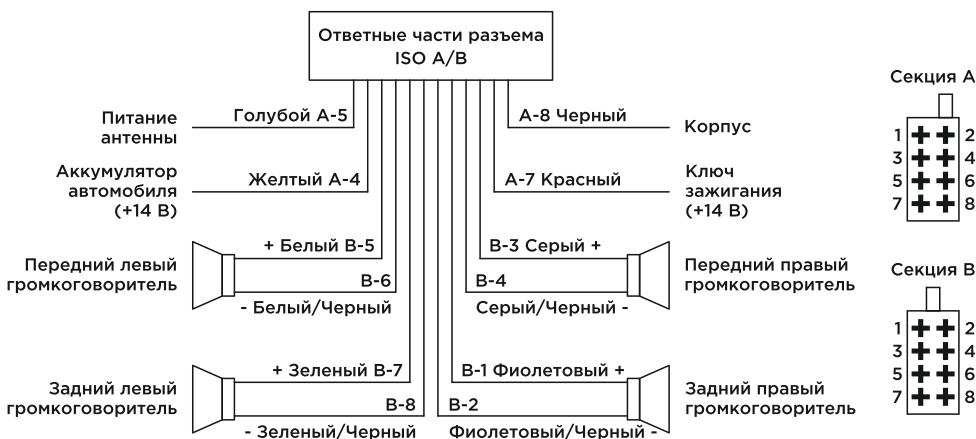 Ответные части разъема
ISO A/B
Питание
антенны
Голубой A-5
A-8 Черный
Корпус
Аккумулятор
автомобиля
(+14 В)
Желтый A-4
A-7 Красный
Ключ
зажигания
(+14 В)
Передний левый
громкоговоритель
+ Белый B-5
B-6
- Белый/Черный
B-3 Серый +
B-4
Серый/Черный -
Передний правый
громкоговоритель
Задний левый
громкоговоритель
+ Зеленый B-7
B-8
- Зеленый/Черный
B-1 Фиолетовый +
B-2
Фиолетовый/Черный -
Задний правый
громкоговоритель
Секция A
1 2
3 4
5 6
7 8
Секция B
1 2
3 4
5 6
7 8